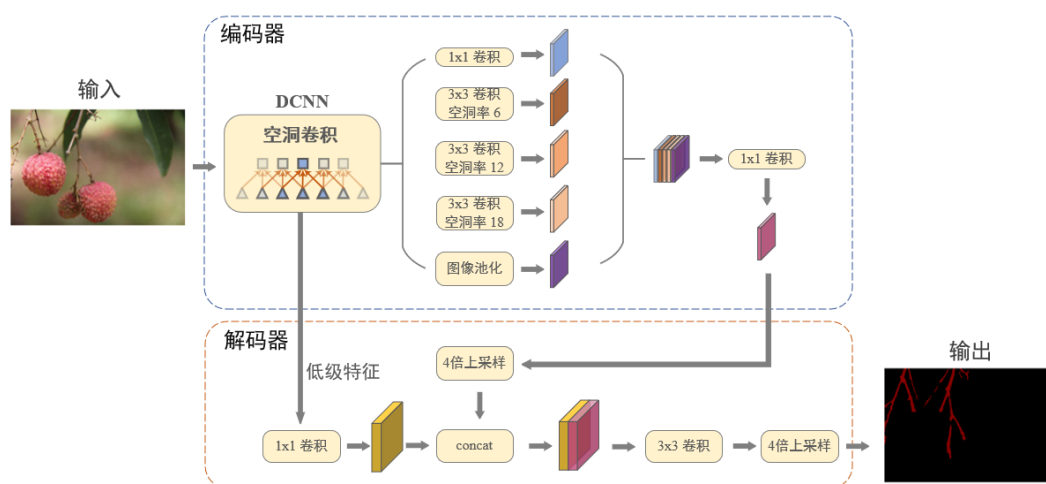 编码器
输入
DCNN
空洞卷积
1x1 卷积
3x3 卷积
空洞率 6
3x3 卷积
空洞率 12
3x3 卷积
空洞率 18
图像池化
1x1 卷积
解码器
低级特征
4倍上采样
1x1 卷积
concat
3x3 卷积
4倍上采样
输出